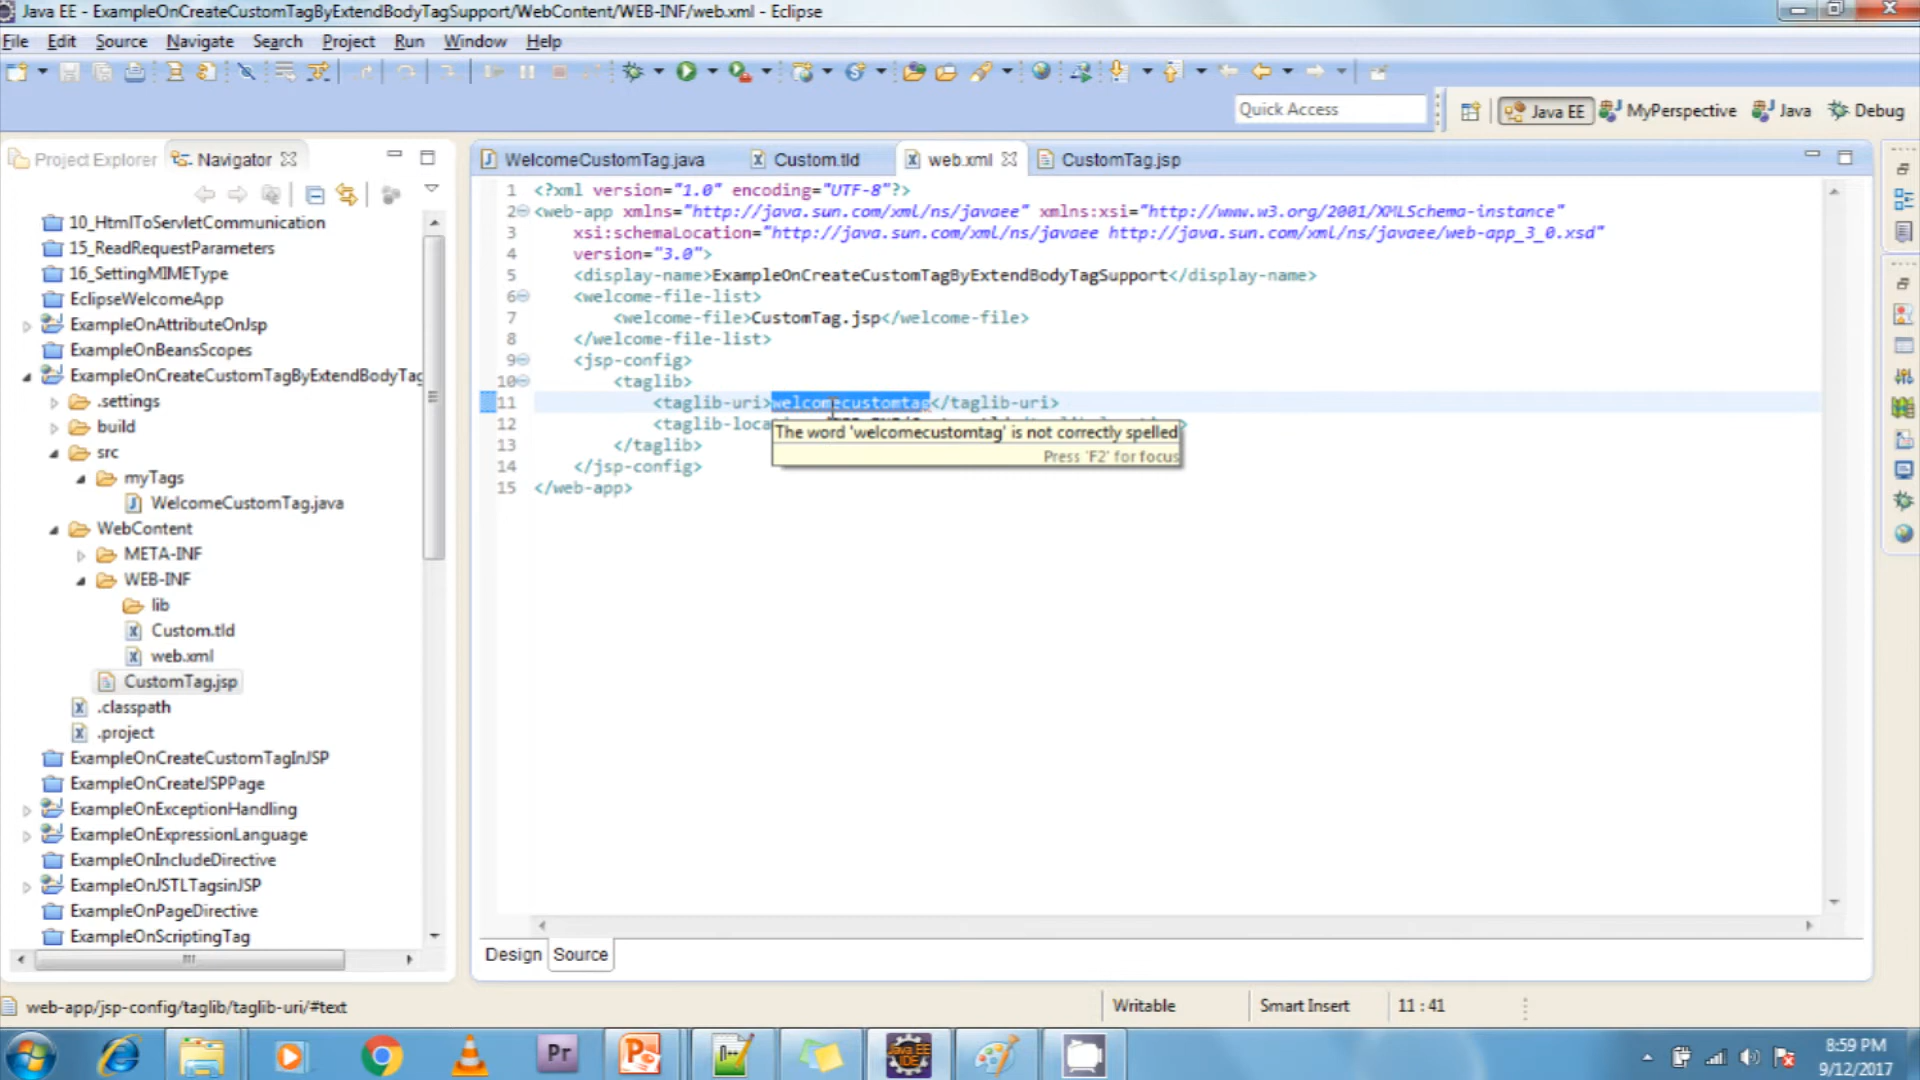 Java EE - ExampleOnCreateCustomTagByExtendBodyTagSupport/WebContent/WEB-INF/web.xml - Eclipse
File Edit Source Navigate Search Project Run Window Help
Quick Access
Java EE MyPerspective Java Debug
Project Explorer Navigator
WelcomeCustomTag.java Custom.tld web.xml CustomTag.jsp
10_HtmlToServletCommunication
15_ReadRequestParameters
16_SettingMIMEType
EclipseWelcomeApp
ExampleOnAttributeOnJsp
ExampleOnBeansScopes
ExampleOnCreateCustomTagByExtendBodyTag
.settings
build
src
myTags
WelcomeCustomTag.java
WebContent
META-INF
WEB-INF
lib
Custom.tld
web.xml
CustomTag.jsp
.classpath
.project
ExampleOnCreateCustomTagInJSP
ExampleOnCreateJSPPage
ExampleOnExceptionHandling
ExampleOnExpressionLanguage
ExampleOnIncludeDirective
ExampleOnJSTLTagsinJSP
ExampleOnPageDirective
ExampleOnScriptingTag
1 <?xml version="1.0" encoding="UTF-8"?>
2 <web-app xmlns="http://java.sun.com/xml/ns/javaee" xmlns:xsi="http://www.w3.org/2001/XMLSchema-instance"
3 xsi:schemaLocation="http://java.sun.com/xml/ns/javaee http://java.sun.com/xml/ns/javaee/web-app_3_0.xsd"
4 version="3.0">
5 <display-name>ExampleOnCreateCustomTagByExtendBodyTagSupport</display-name>
6 <welcome-file-list>
7 <welcome-file>CustomTag.jsp</welcome-file>
8 </welcome-file-list>
9 <jsp-config>
10 <taglib>
11 <taglib-uri>welcomecustomtag</taglib-uri>
12 <taglib-loca
The word 'welcomecustomtag' is not correctly spelled
Press 'F2' for focus
13 </taglib>
14 </jsp-config>
15 </web-app>
Design Source
web-app/jsp-config/taglib/taglib-uri/#text Writable Smart Insert 11 : 41
Pr
Java EE
IDE
8:59 PM
9/12/2017